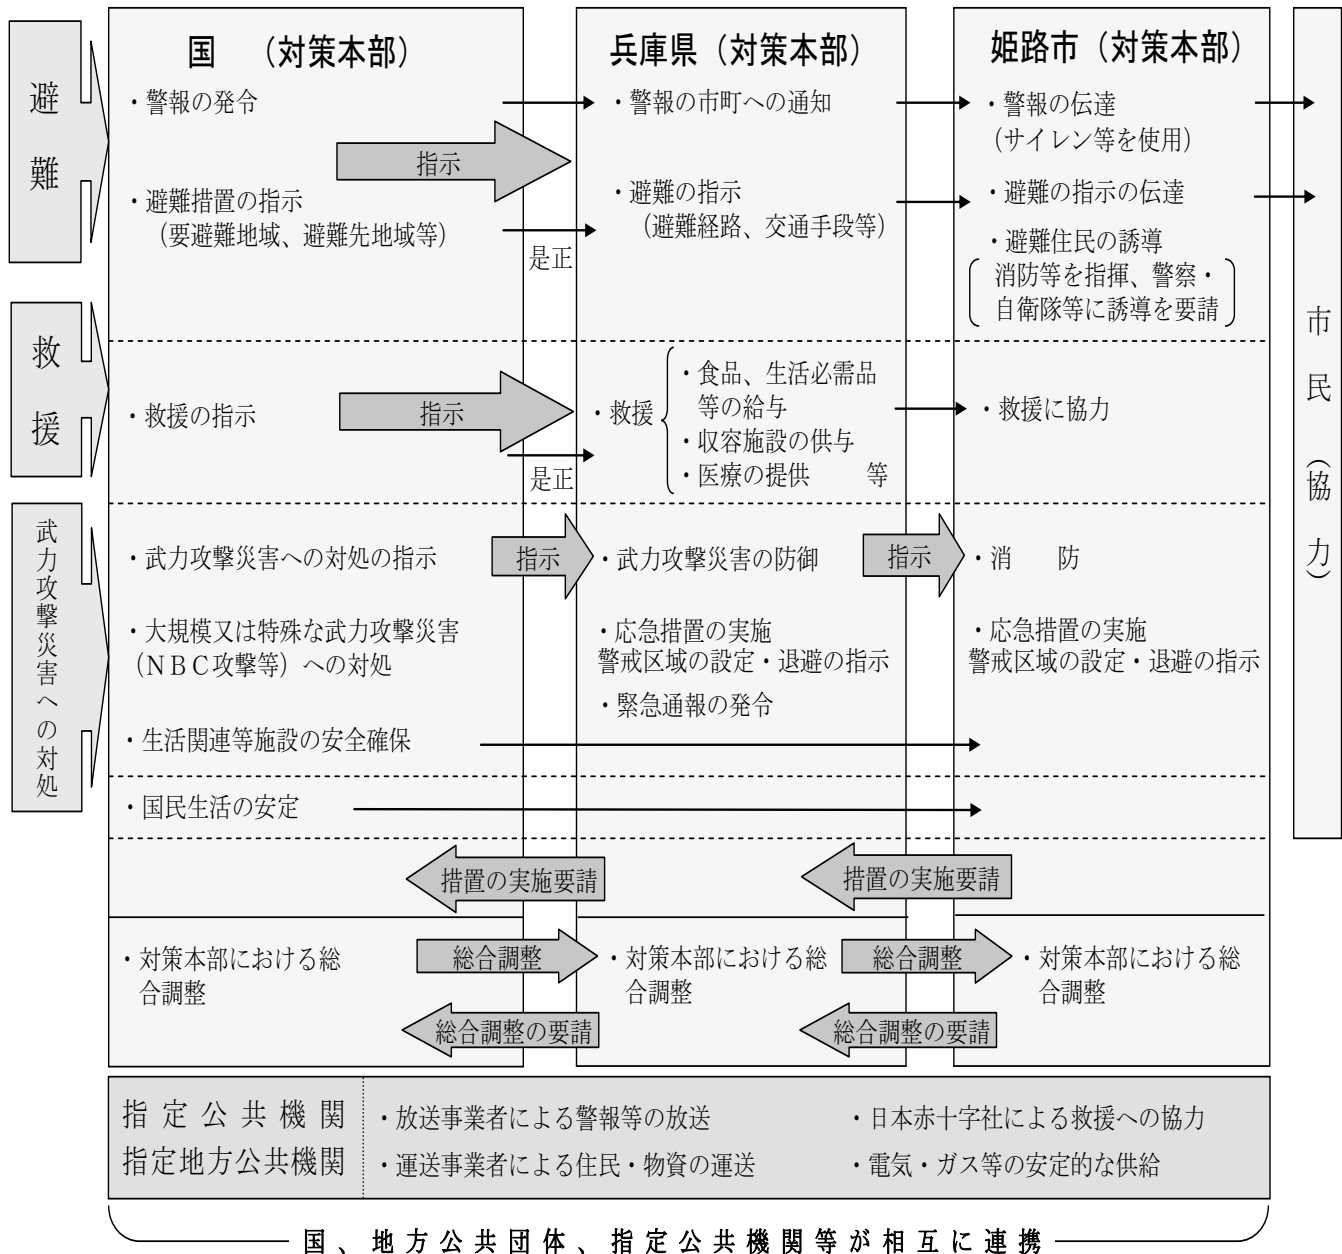 国　（対策本部）
兵庫県（対策本部）
姫路市（対策本部）
避難
・警報の発令
・警報の市町への通知
・警報の伝達
（サイレン等を使用）
指示
・避難措置の指示
（要避難地域、避難先地域等）
是正
・避難の指示
（避難経路、交通手段等）
・避難の指示の伝達
・避難住民の誘導
消防等を指揮、警察・
自衛隊等に誘導を要請
救援
・救援の指示
指示
是正
・救援
・食品、生活必需品
等の給与
・収容施設の供与
・医療の提供　　等
・救援に協力
市民（協力）
武力攻撃災害への対処
・武力攻撃災害への対処の指示
指示
・武力攻撃災害の防御
指示
・消　防
・大規模又は特殊な武力攻撃災害
（ＮＢＣ攻撃等）への対処
・応急措置の実施
警戒区域の設定・退避の指示
・緊急通報の発令
・応急措置の実施
警戒区域の設定・退避の指示
・生活関連等施設の安全確保
・国民生活の安定
措置の実施要請
措置の実施要請
・対策本部における総
合調整
総合調整
・対策本部における総
合調整
総合調整
・対策本部における総
合調整
総合調整の要請
総合調整の要請
指定公共機関
指定地方公共機関
・放送事業者による警報等の放送
・日本赤十字社による救援への協力
・運送事業者による住民・物資の運送
・電気・ガス等の安定的な供給
国、地方公共団体、指定公共機関等が相互に連携